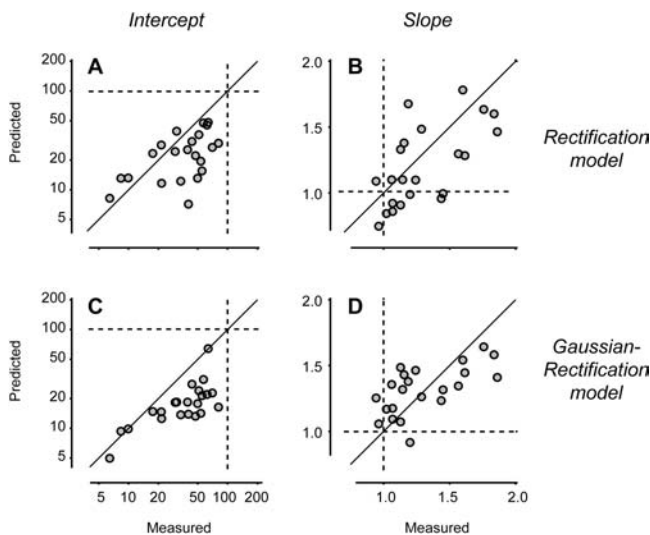 Intercept
Slope
A
200
100
50
20
10
5
Predicted
B
2.0
1.5
1.0
Rectification
model
C
200
100
50
20
10
5
Predicted
5
10
20
50
100
200
Measured
D
2.0
1.5
1.0
1.0
1.5
2.0
Measured
Gaussian-
Rectification
model